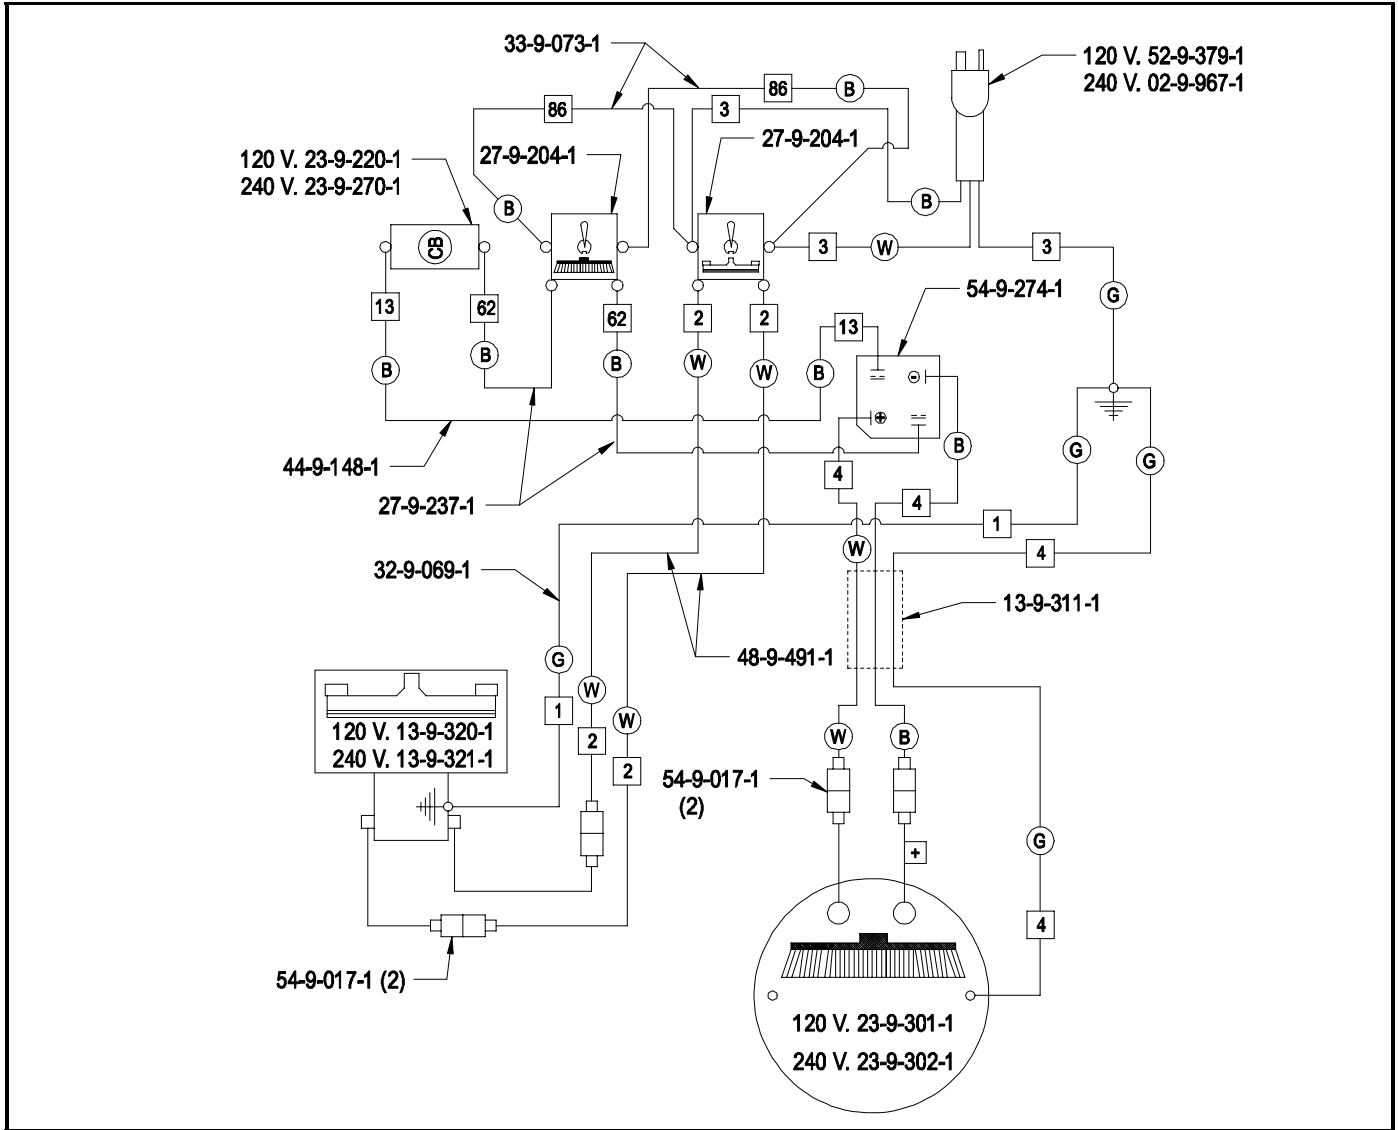 33-9-073-1
120 V. 52-9-379-1
240 V. 02-9-967-1
86 B
86
3
27-9-204-1
27-9-204-1
120 V. 23-9-220-1
240 V. 23-9-270-1
B
B
CB
3 W
3
G
54-9-274-1
13
62
62
2
2
13
B
B
B
W
W
B
-
+
B
G
G
44-9-148-1
27-9-237-1
4
4
1
4
W
32-9-069-1
13-9-311-1
48-9-491-1
G
W
W
1
2
2
120 V. 13-9-320-1
240 V. 13-9-321-1
W
B
54-9-017-1
(2)
+
G
4
54-9-017-1 (2)
120 V. 23-9-301-1
240 V. 23-9-302-1